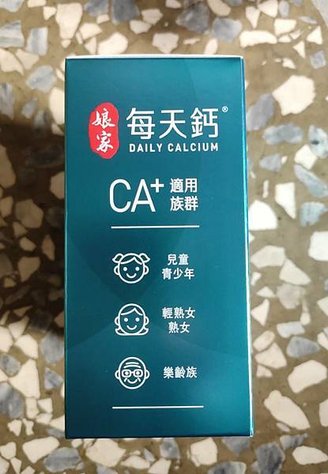 娘家
每天鈣®
DAILY CALCIUM
CA+ 適用
族群
兒童
青少年
輕熟女
熟女
樂齡族